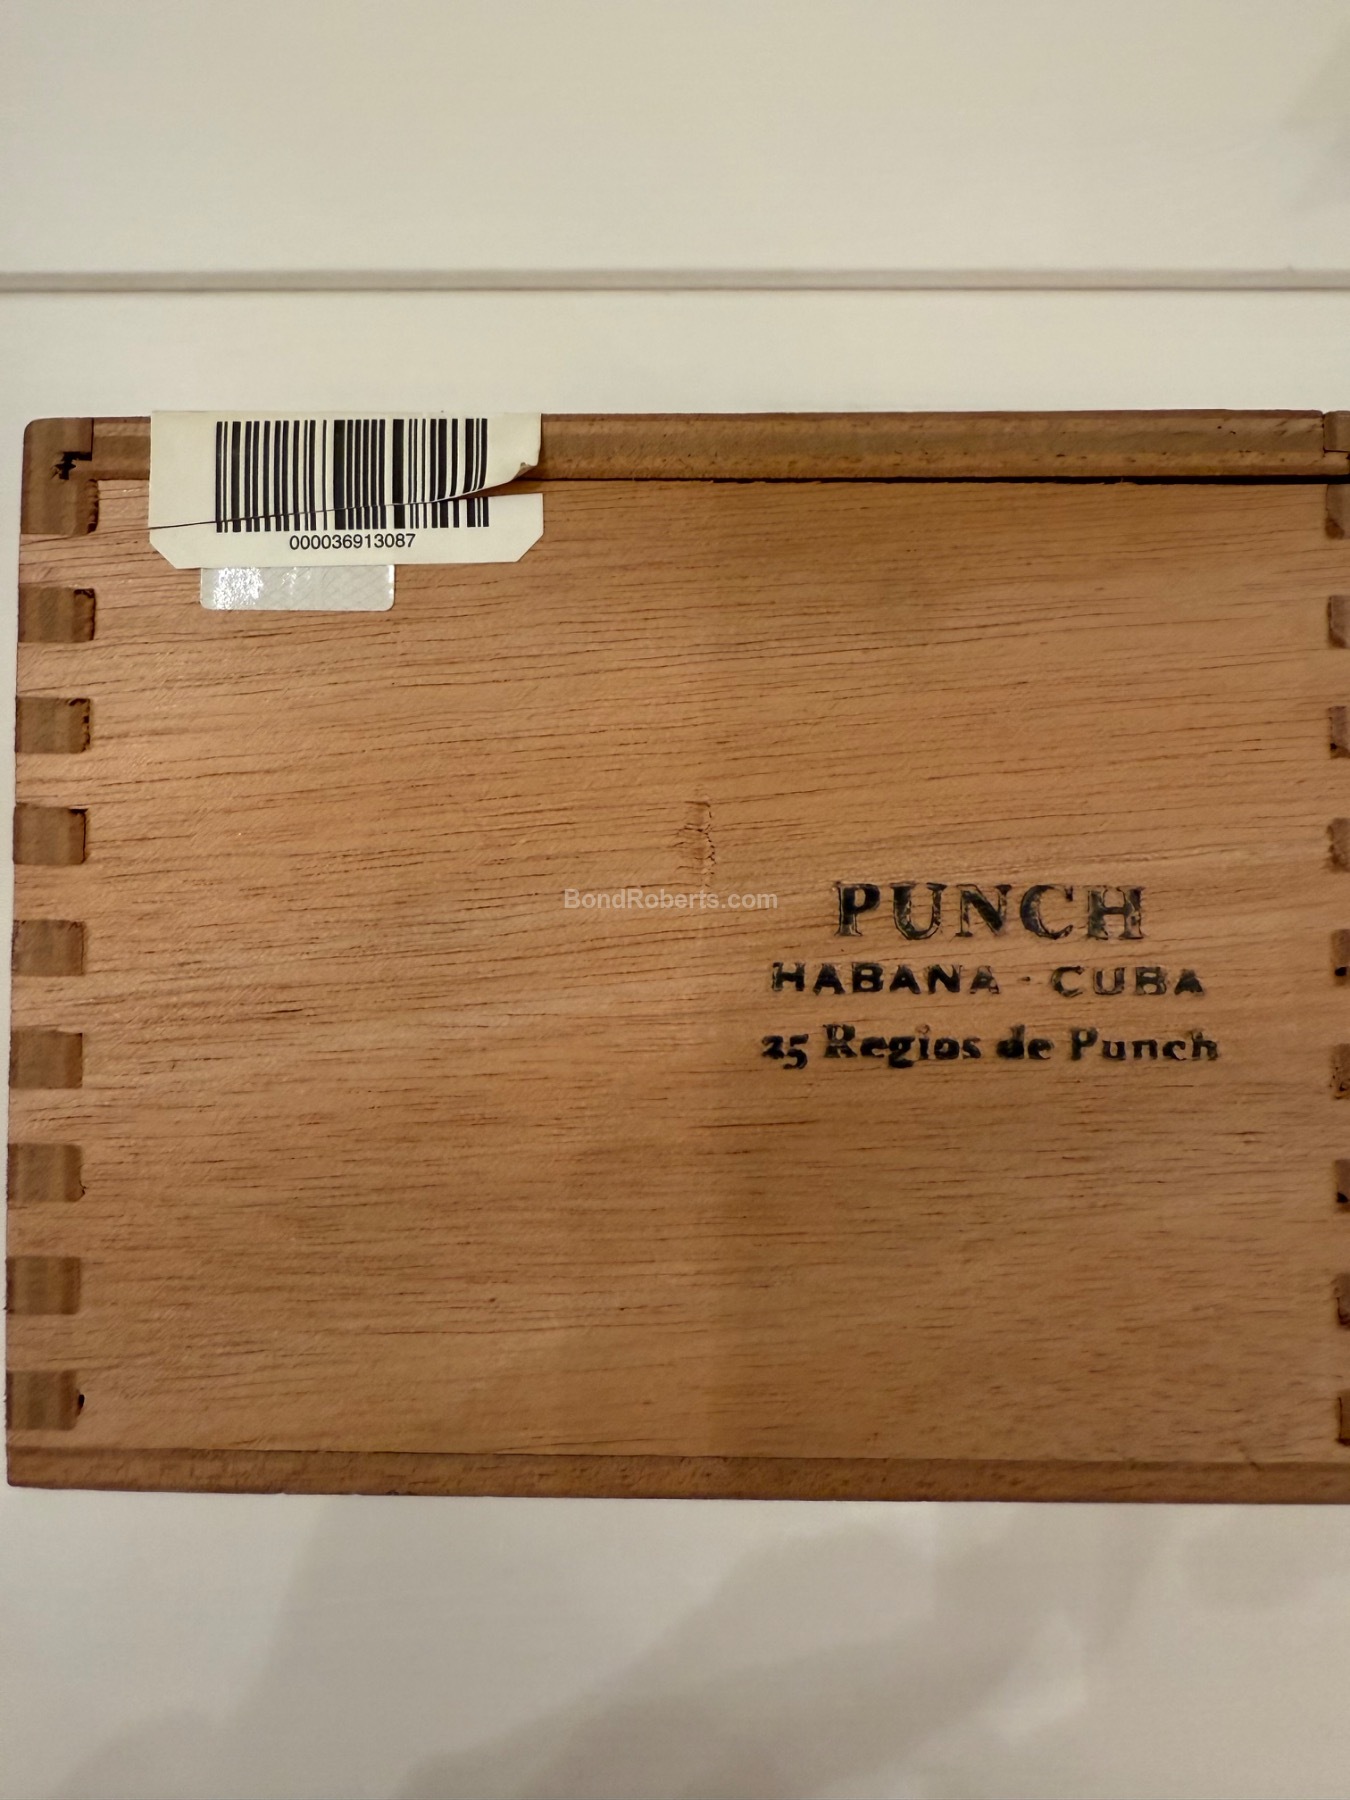 000036913087
BondRoberts.com
PUNCH
HABANA - CUBA
25 Regios de Punch